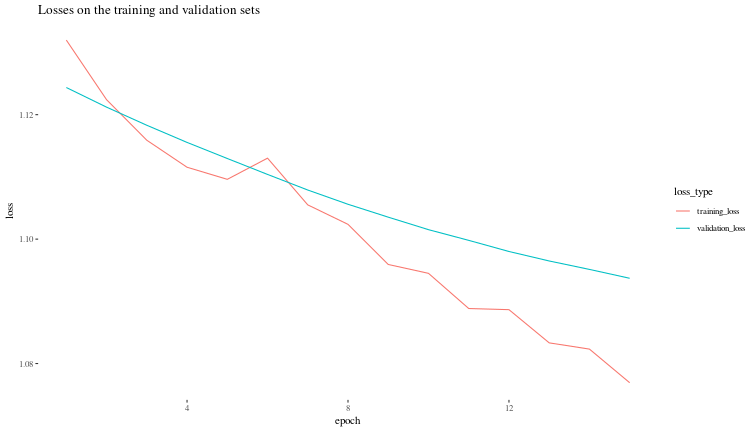 Losses on the training and validation sets
1.12
1.10
1.08
loss
4
8
12
epoch
loss_type
training_loss
validation_loss